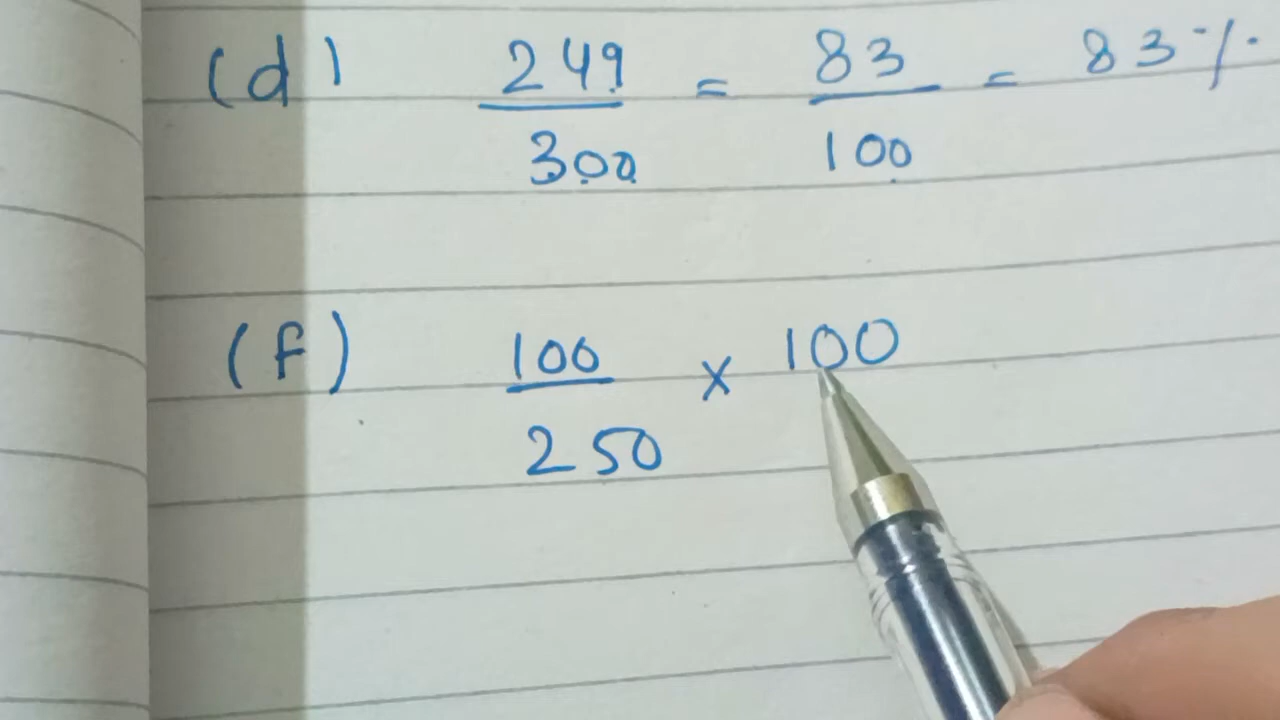 (d) 249/300 = 83/100 = 83%
(f) 100/250 × 100